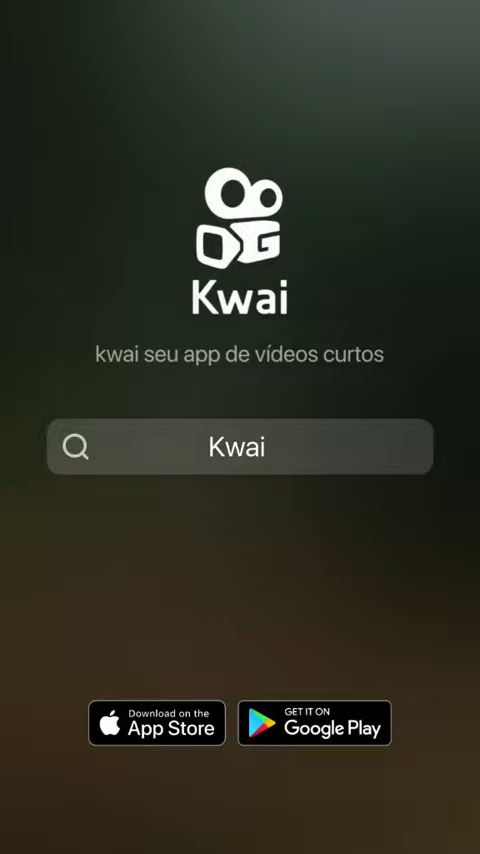 Kwai
kwai seu app de vídeos curtos
Kwai
Download on the
App Store
GET IT ON
Google Play